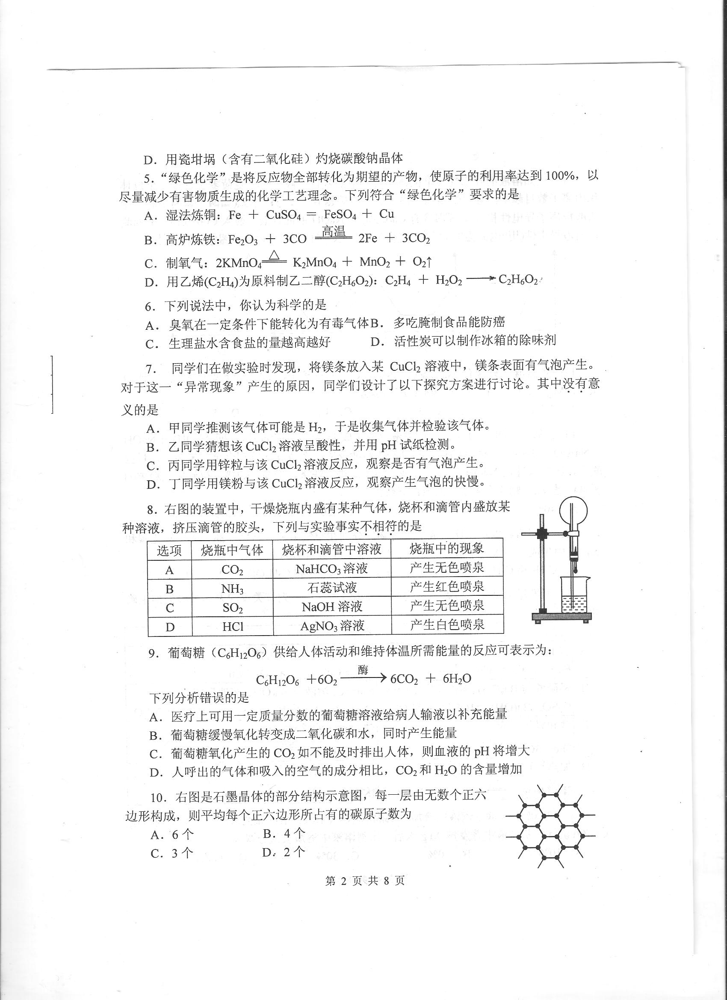 D．用瓷坩埚（含有二氧化硅）灼烧碳酸钠晶体
5．“绿色化学”是将反应物全部转化为期望的产物，使原子的利用率达到 100%，以
尽量减少有害物质生成的化学工艺理念。下列符合“绿色化学”要求的是
A．湿法炼铜：Fe ＋ CuSO₄ ＝ FeSO₄ ＋ Cu
B．高炉炼铁：Fe₂O₃ ＋ 3CO 高温 2Fe ＋ 3CO₂
C．制氧气：2KMnO₄ △ K₂MnO₄ ＋ MnO₂ ＋ O₂↑
D．用乙烯(C₂H₄)为原料制乙二醇(C₂H₆O₂)：C₂H₄ ＋ H₂O₂ ⟶ C₂H₆O₂
6．下列说法中，你认为科学的是
A．臭氧在一定条件下能转化为有毒气体B．多吃腌制食品能防癌
C．生理盐水含食盐的量越高越好 D．活性炭可以制作冰箱的除味剂
7． 同学们在做实验时发现，将镁条放入某 CuCl₂ 溶液中，镁条表面有气泡产生。
对于这一“异常现象”产生的原因，同学们设计了以下探究方案进行讨论。其中没有意
义的是
A．甲同学推测该气体可能是 H₂，于是收集气体并检验该气体。
B．乙同学猜想该 CuCl₂ 溶液呈酸性，并用 pH 试纸检测。
C．丙同学用锌粒与该 CuCl₂ 溶液反应，观察是否有气泡产生。
D．丁同学用镁粉与该 CuCl₂ 溶液反应，观察产生气泡的快慢。
8．右图的装置中，干燥烧瓶内盛有某种气体，烧杯和滴管内盛放某
种溶液，挤压滴管的胶头，下列与实验事实不相符的是
选项 烧瓶中气体 烧杯和滴管中溶液 烧瓶中的现象
A CO₂ NaHCO₃ 溶液 产生无色喷泉
B NH₃ 石蕊试液 产生红色喷泉
C SO₂ NaOH 溶液 产生无色喷泉
D HCl AgNO₃ 溶液 产生白色喷泉
9．葡萄糖（C₆H₁₂O₆）供给人体活动和维持体温所需能量的反应可表示为：
C₆H₁₂O₆ ＋6O₂ 酶⟶ 6CO₂ ＋ 6H₂O
下列分析错误的是
A．医疗上可用一定质量分数的葡萄糖溶液给病人输液以补充能量
B．葡萄糖缓慢氧化转变成二氧化碳和水，同时产生能量
C．葡萄糖氧化产生的 CO₂ 如不能及时排出人体，则血液的 pH 将增大
D．人呼出的气体和吸入的空气的成分相比，CO₂ 和 H₂O 的含量增加
10．右图是石墨晶体的部分结构示意图，每一层由无数个正六
边形构成，则平均每个正六边形所占有的碳原子数为
A．6 个 B．4 个
C．3 个 D．2 个
第 2 页 共 8 页